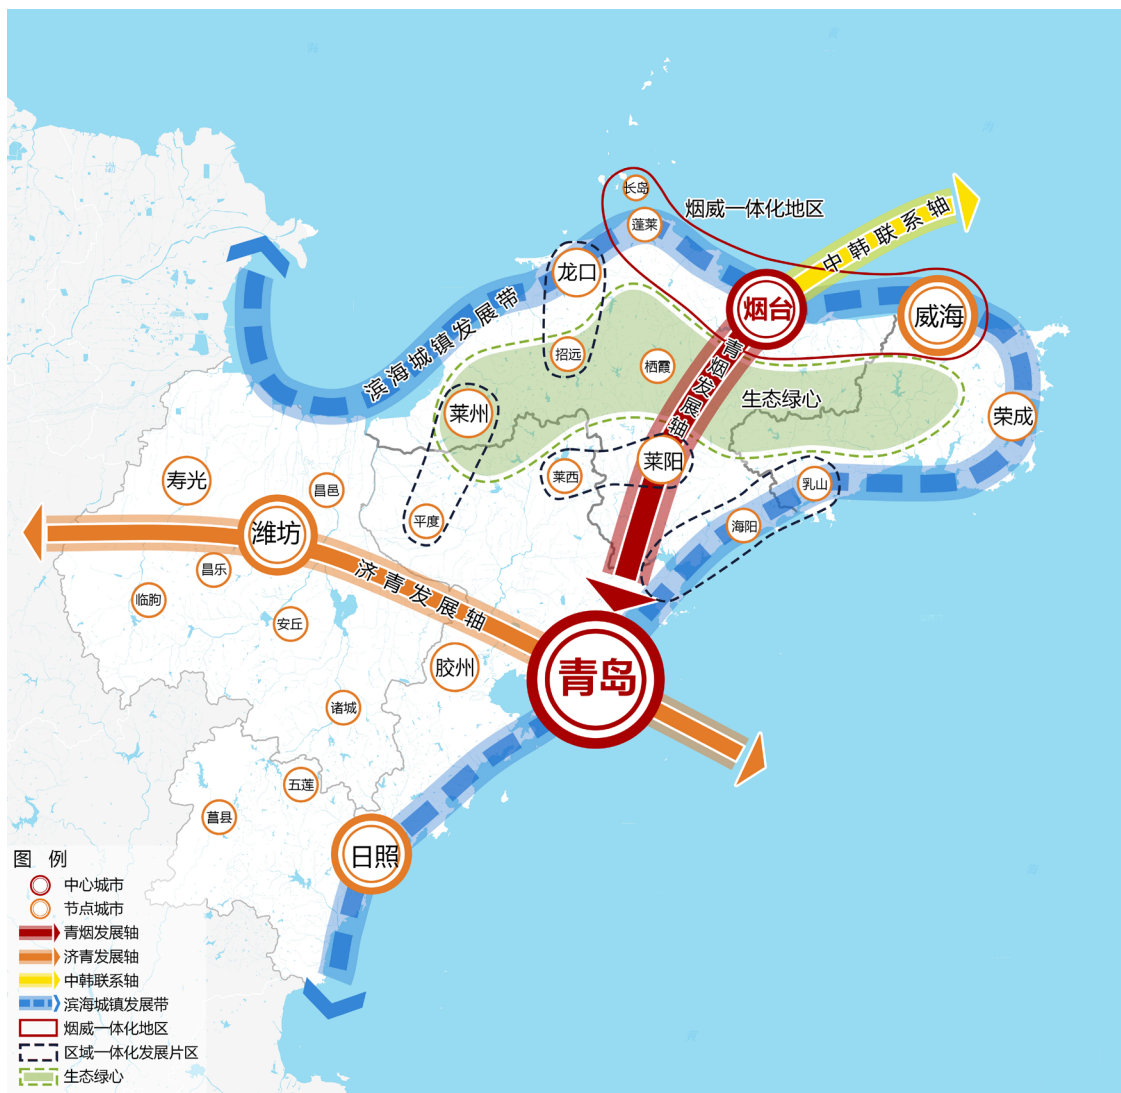 长岛
蓬莱
烟威一体化地区
中韩联系轴
龙口
烟台
威海
滨海城镇发展带
招远
栖霞
青烟发展轴
生态绿心
莱州
荣成
莱阳
寿光
昌邑
莱西
乳山
平度
海阳
潍坊
昌乐
济青发展轴
临朐
安丘
胶州
青岛
诸城
五莲
莒县
日照
图 例
中心城市
节点城市
青烟发展轴
济青发展轴
中韩联系轴
滨海城镇发展带
烟威一体化地区
区域一体化发展片区
生态绿心